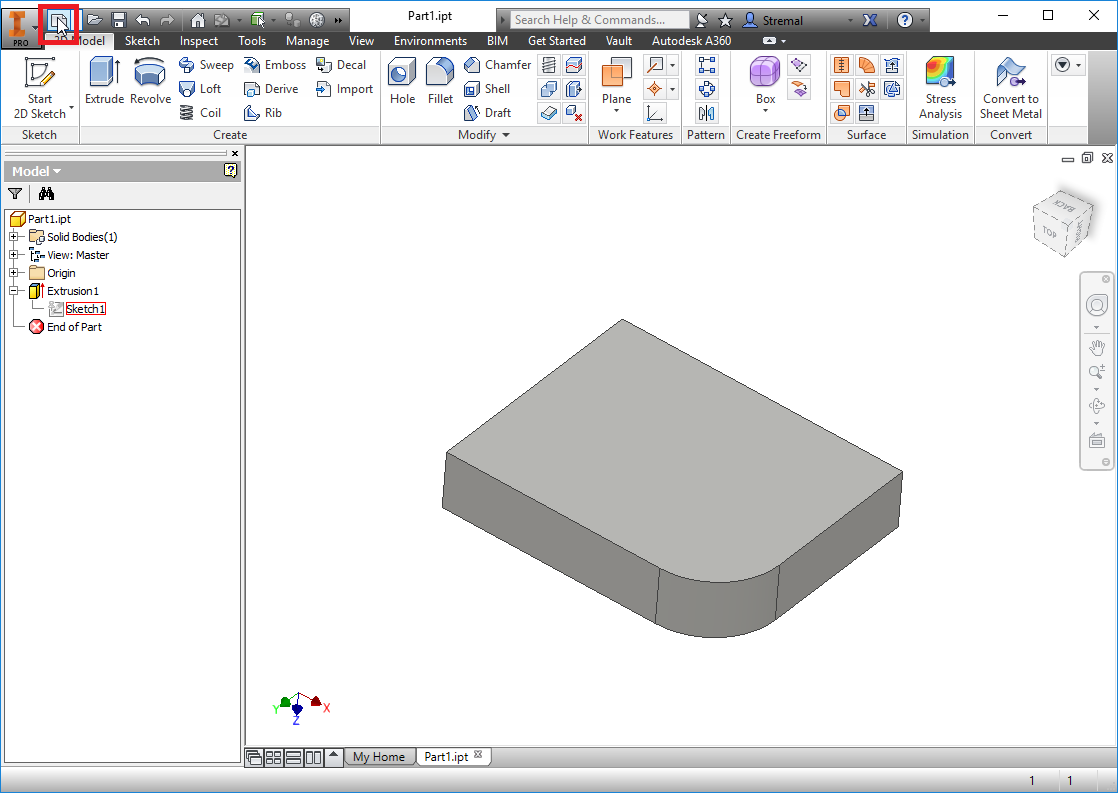 Part1.ipt
Search Help & Commands...
Stremal
PRO
3D Model Sketch Inspect Tools Manage View Environments BIM Get Started Vault Autodesk A360
Start
2D Sketch
Extrude
Revolve
Sweep
Loft
Coil
Emboss
Derive
Rib
Decal
Import
Hole
Fillet
Chamfer
Shell
Draft
Plane
Box
Stress
Analysis
Convert to
Sheet Metal
Sketch Create Modify Work Features Pattern Create Freeform Surface Simulation Convert
Model
Part1.ipt
Solid Bodies(1)
View: Master
Origin
Extrusion1
Sketch1
End of Part
BACK
TOP
Y
X
Z
My Home Part1.ipt
1 1